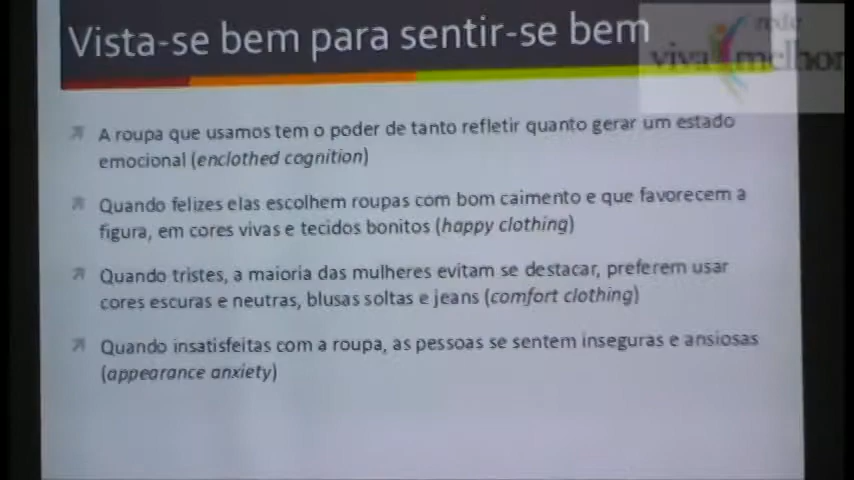 Vista-se bem para sentir-se bem
rede
viva melhor
A roupa que usamos tem o poder de tanto refletir quanto gerar um estado
emocional (enclothed cognition)
Quando felizes elas escolhem roupas com bom caimento e que favorecem a
figura, em cores vivas e tecidos bonitos (happy clothing)
Quando tristes, a maioria das mulheres evitam se destacar, preferem usar
cores escuras e neutras, blusas soltas e jeans (comfort clothing)
Quando insatisfeitas com a roupa, as pessoas se sentem inseguras e ansiosas
(appearance anxiety)